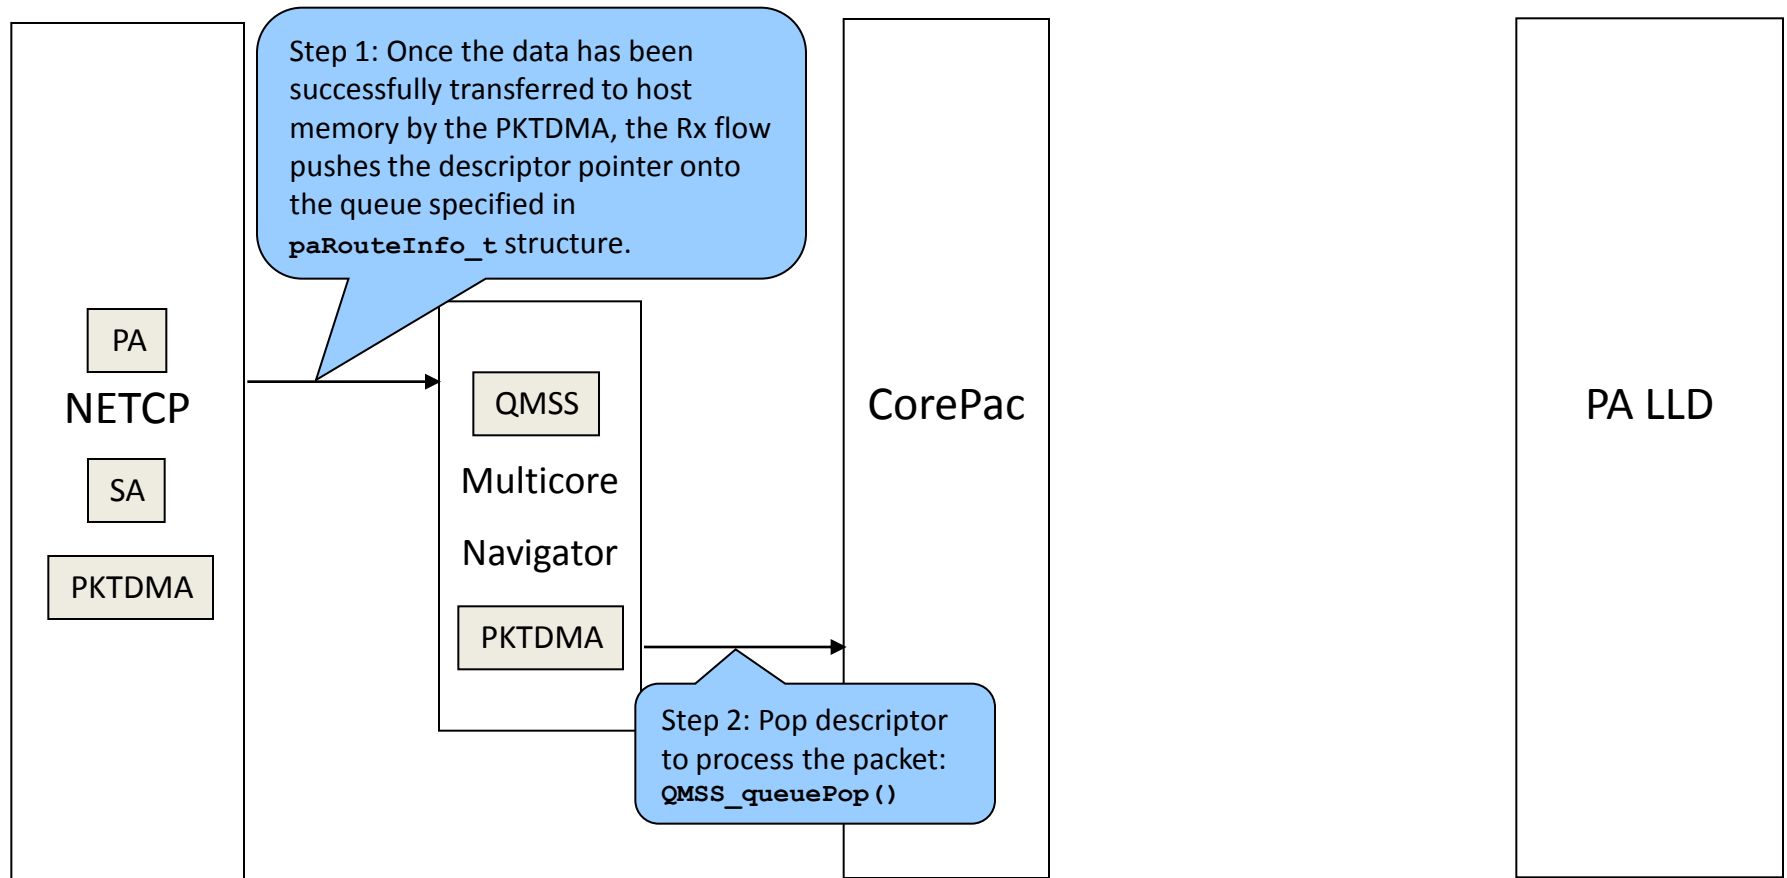 Step 1: Once the data has been
successfully transferred to host
memory by the PKTDMA, the Rx flow
pushes the descriptor pointer onto
the queue specified in
paRouteInfo_t structure.
PA
NETCP
SA
PKTDMA
QMSS
Multicore
Navigator
PKTDMA
Step 2: Pop descriptor
to process the packet:
QMSS_queuePop()
CorePac
PA LLD